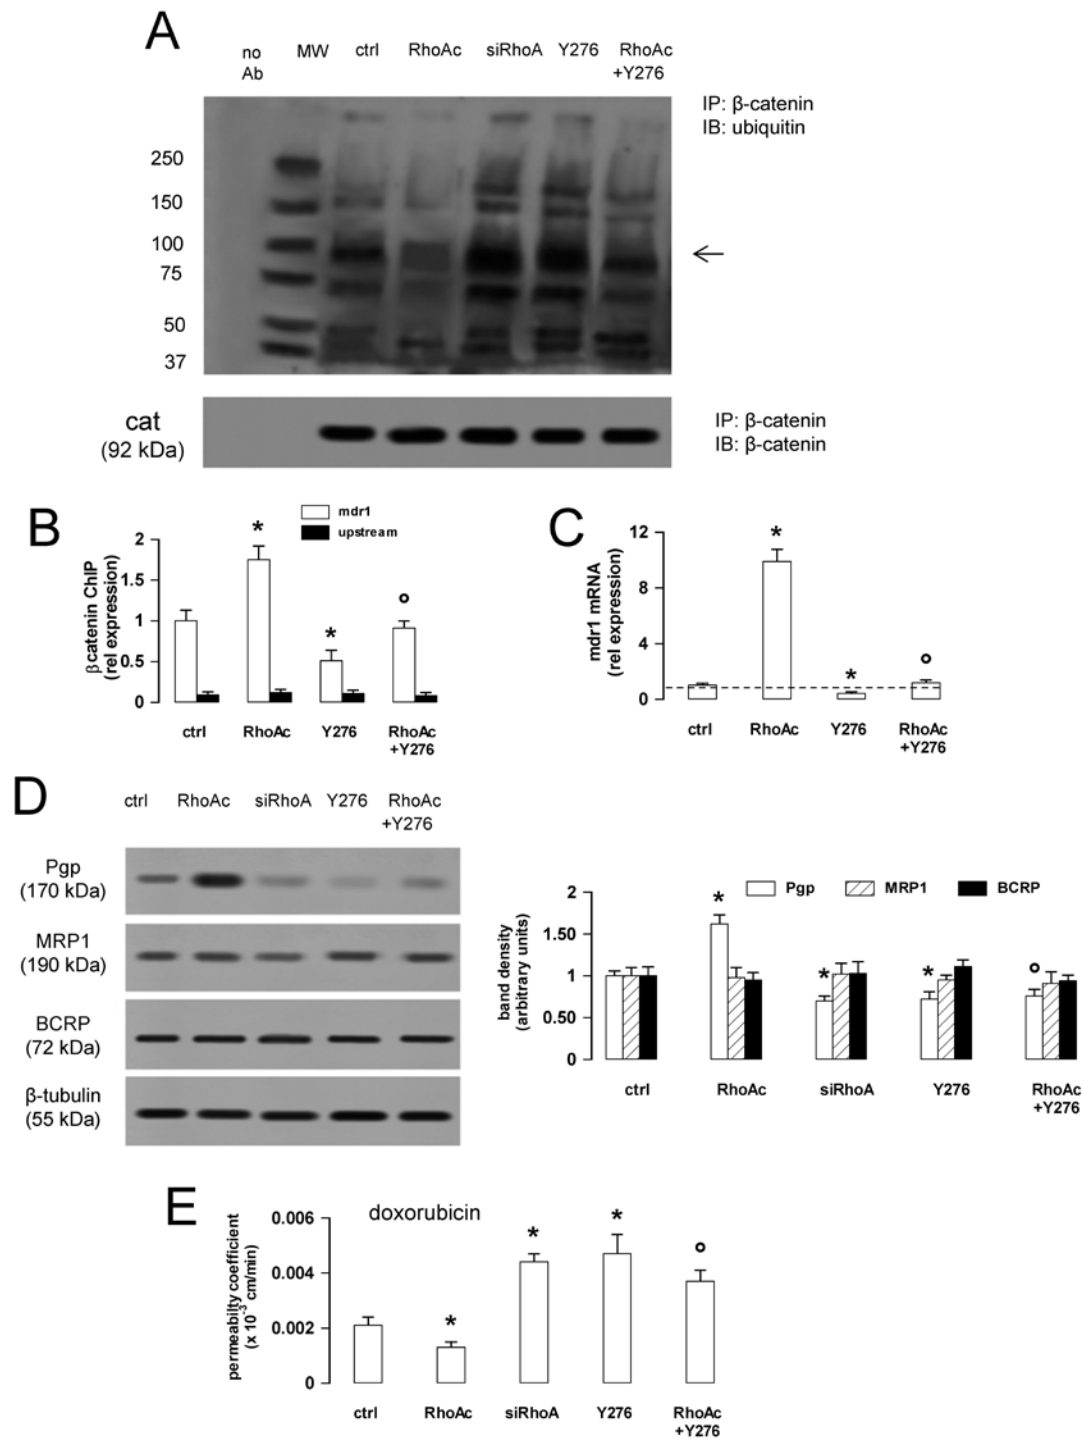 A
no Ab
MW
ctrl
RhoAc
siRhoA
Y276
RhoAc
+Y276
IP: β-catenin
IB: ubiquitin
250
150
100
75
50
37
←
cat
(92 kDa)
IP: β-catenin
IB: β-catenin
B
mdr1
upstream
βcatenin ChIP
(rel expression)
2
1.5
1
0.5
0
*
*
°
ctrl
RhoAc
Y276
RhoAc
+Y276
C
mdr1 mRNA
(rel expression)
12
8
4
0
*
*
°
ctrl
RhoAc
Y276
RhoAc
+Y276
D
ctrl
RhoAc
siRhoA
Y276
RhoAc
+Y276
Pgp
(170 kDa)
MRP1
(190 kDa)
BCRP
(72 kDa)
β-tubulin
(55 kDa)
Pgp
MRP1
BCRP
band density
(arbitrary units)
2
1.50
1
0.50
0
*
*
*
°
ctrl
RhoAc
siRhoA
Y276
RhoAc
+Y276
E
doxorubicin
permeabilty coefficient
(x 10⁻³ cm/min)
0.006
0.004
0.002
0
*
*
*
°
ctrl
RhoAc
siRhoA
Y276
RhoAc
+Y276